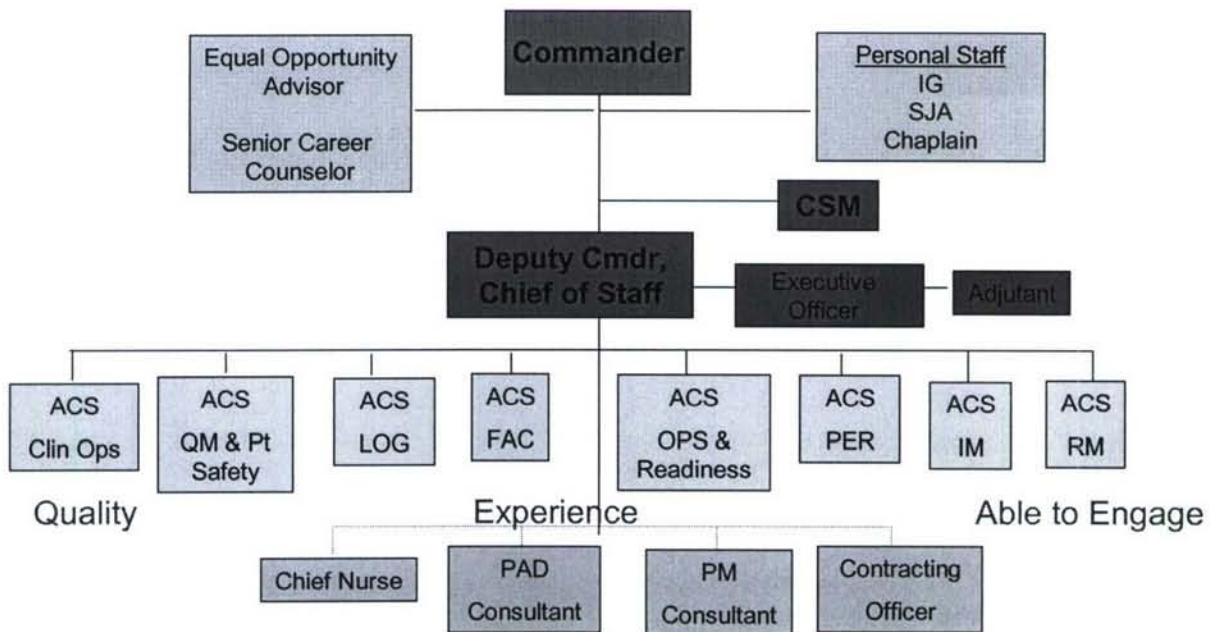 Commander
Equal Opportunity
Advisor
Senior Career
Counselor
Personal Staff
IG
SJA
Chaplain
CSM
Deputy Cmdr,
Chief of Staff
Executive
Officer
Adjutant
ACS
Clin Ops
ACS
QM & Pt
Safety
ACS
LOG
ACS
FAC
ACS
OPS &
Readiness
ACS
PER
ACS
IM
ACS
RM
Quality
Experience
Able to Engage
Chief Nurse
PAD
Consultant
PM
Consultant
Contracting
Officer